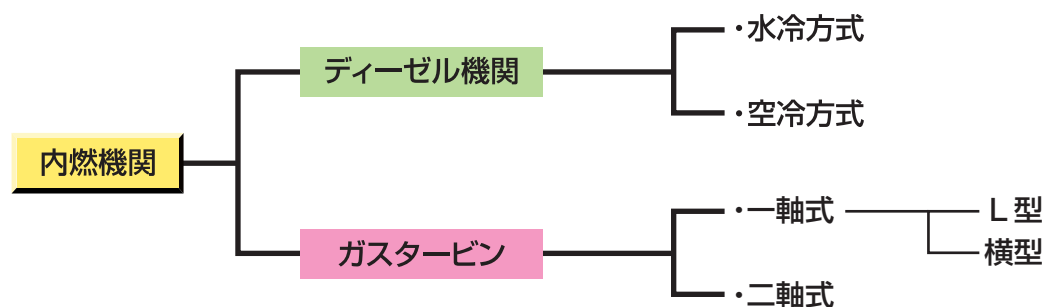 内燃機関
ディーゼル機関
・水冷方式
・空冷方式
ガスタービン
・一軸式
L型
横型
・二軸式